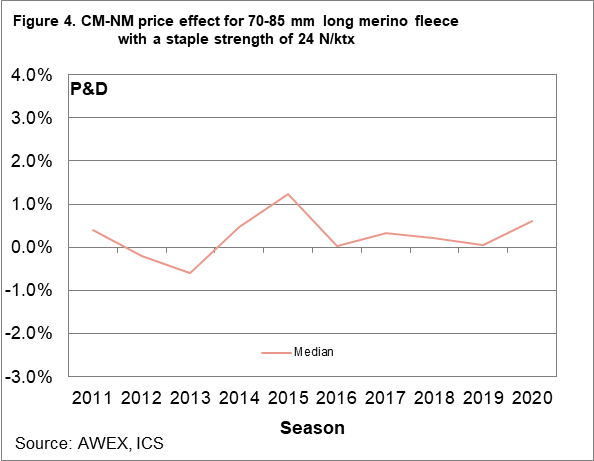 Figure 4. CM-NM price effect for 70-85 mm long merino fleece
with a staple strength of 24 N/ktx
4.0%
P&D
3.0%
2.0%
1.0%
0.0%
-1.0%
-2.0%
Median
-3.0%
2011 2012 2013 2014 2015 2016 2017 2018 2019 2020
Season
Source: AWEX, ICS